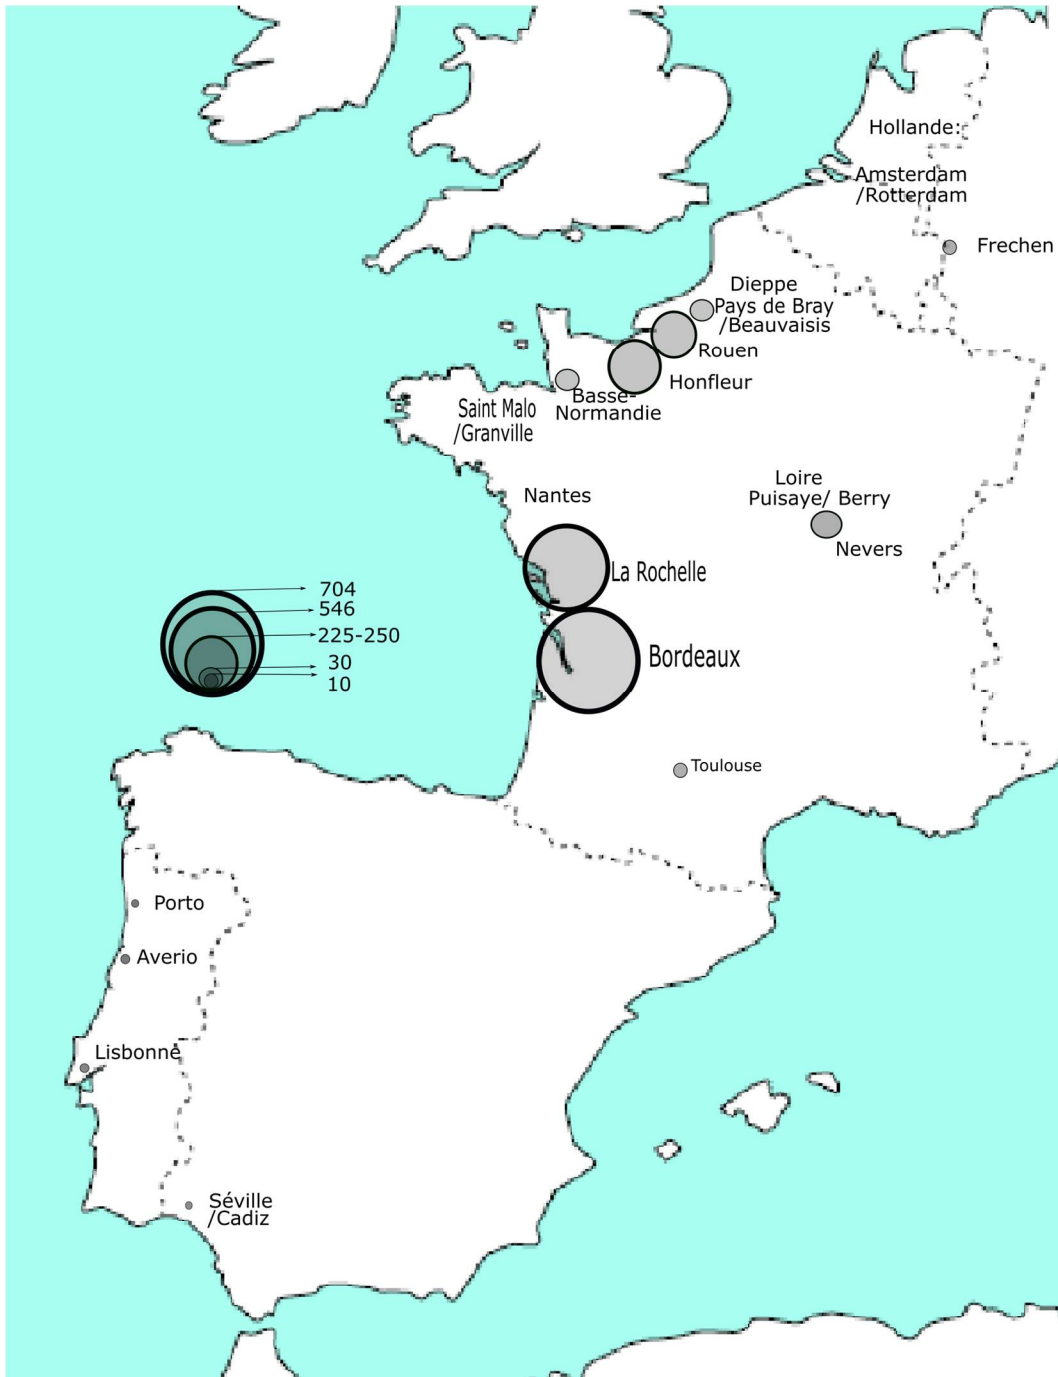 Hollande:
Amsterdam
/Rotterdam
Frechen
Dieppe
Pays de Bray
/Beauvaisis
Rouen
Honfleur
Basse-
Normandie
Saint Malo
/Granville
Loire
Puisaye/ Berry
Nevers
Nantes
La Rochelle
704
546
225-250
30
10
Bordeaux
Toulouse
Porto
Averio
Lisbonne
Séville
/Cadiz